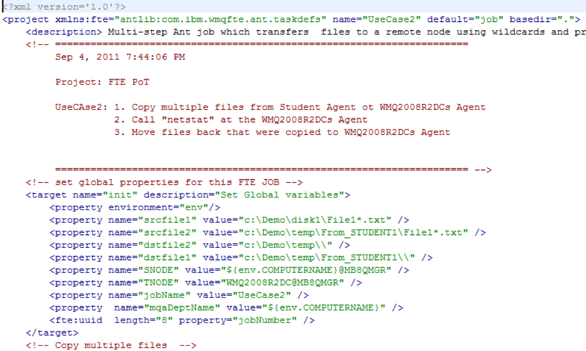 <?xml version='1.0'?>
<project xmlns:fte="antlib:com.ibm.wmqfte.ant.taskdefs" name="UseCase2" default="job" basedir=".">
<description> Multi-step Ant job which transfers  files to a remote node using wildcards and pr
<!-- ======================================================================
Sep 4, 2011 7:44:06 PM
Project: FTE PoT
UseCAse2: 1. Copy multiple files from Student Agent ot WMQ2008R2DCs Agent
2. Call "netstat" at the WMQ2008R2DCs Agent
3. Move files back that were copied to WMQ2008R2DCs Agent
====================================================================== -->
<!-- set global properties for this FTE JOB -->
<target name="init" description="Set Global variables">
<property environment="env"/>
<property name="srcfile1" value="c:\Demo\disk1\File1*.txt" />
<property name="srcfile2" value="c:\Demo\temp\From_STUDENT1\File1*.txt" />
<property name="dstfile2" value="c:\Demo\temp\\" />
<property name="dstfile1" value="c:\Demo\temp\From_STUDENT1\\" />
<property name="SNODE" value="${env.COMPUTERNAME}@MB8QMGR" />
<property name="TNODE" value="WMQ2008R2DC@MB8QMGR" />
<property name="jobName" value="UseCase2" />
<property  name="mqaDeptName" value="${env.COMPUTERNAME}" />
<fte:uuid  length="8" property="jobNumber" />
</target>
<!-- Copy multiple files  -->